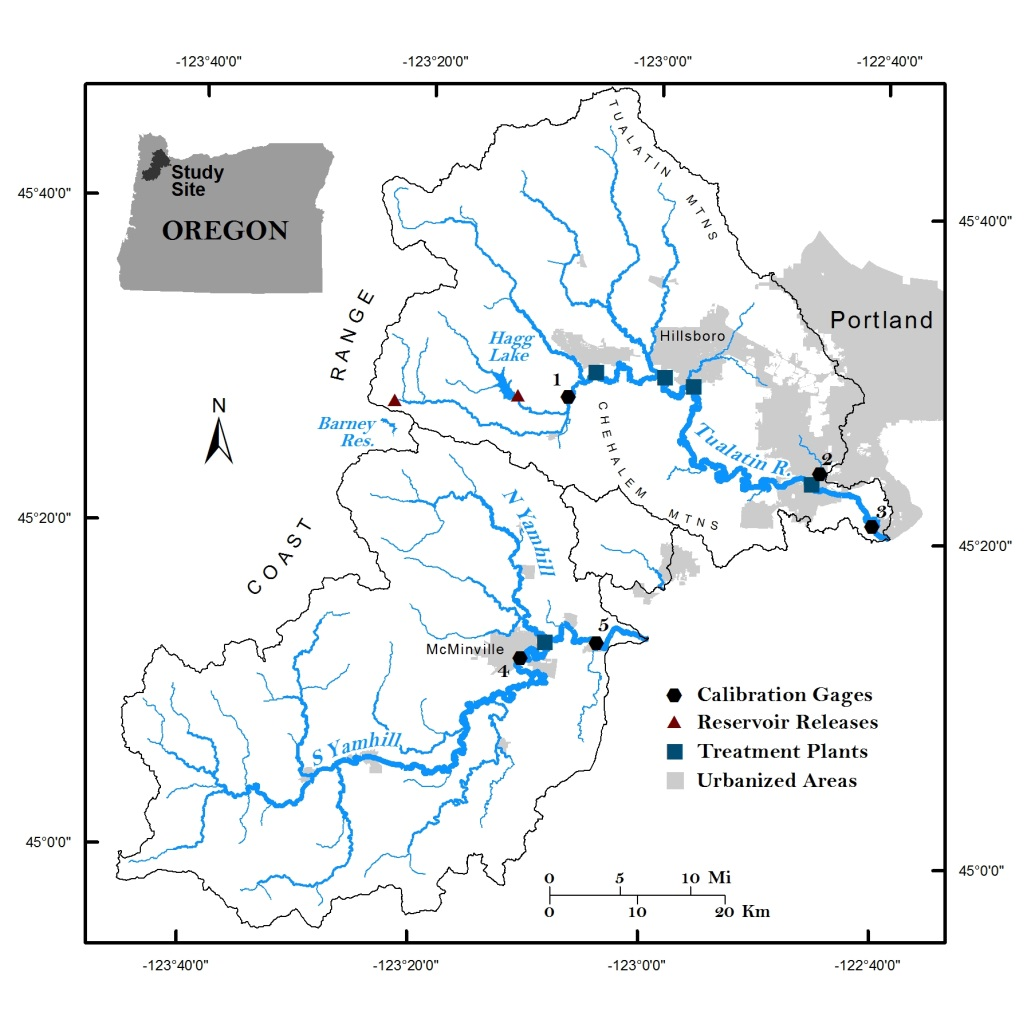 -123°40'0"
-123°20'0"
-123°0'0"
-122°40'0"
45°40'0"
45°20'0"
45°0'0"
45°40'0"
45°20'0"
45°0'0"
Study
Site
OREGON
N
TUALATIN MTNS
Portland
Hillsboro
COAST RANGE
Hagg
Lake
1
Barney
Res.
CHEHALEM MTNS
Tualatin R.
2
3
N Yamhill
5
McMinville
4
S Yamhill
Calibration Gages
Reservoir Releases
Treatment Plants
Urbanized Areas
0 5 10 Mi
0 10 20 Km
-123°40'0"
-123°20'0"
-123°0'0"
-122°40'0"